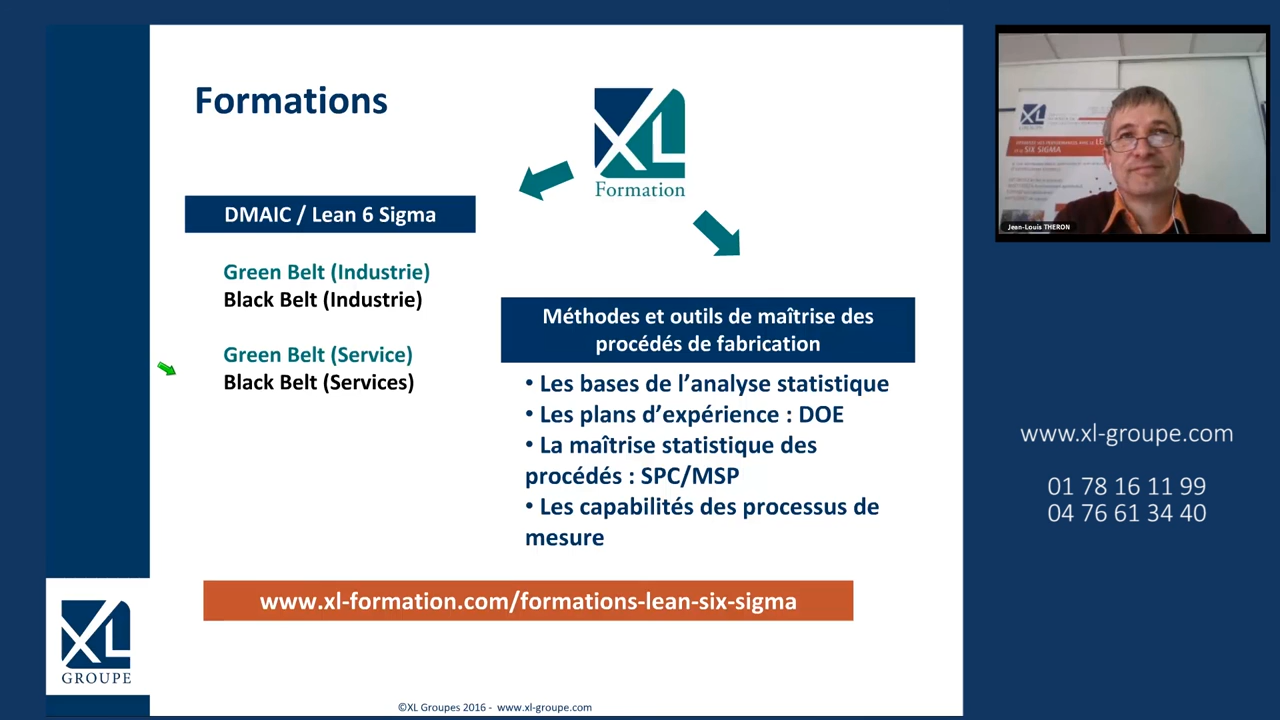 Formations
XL
Formation
DMAIC / Lean 6 Sigma
Green Belt (Industrie)
Black Belt (Industrie)
Green Belt (Service)
Black Belt (Services)
Méthodes et outils de maîtrise des
procédés de fabrication
• Les bases de l’analyse statistique
• Les plans d’expérience : DOE
• La maîtrise statistique des
procédés : SPC/MSP
• Les capabilités des processus de
mesure
www.xl-formation.com/formations-lean-six-sigma
XL
GROUPE
©XL Groupes 2016 - www.xl-groupe.com
XL
SIX SIGMA
Jean-Louis THERON
www.xl-groupe.com
01 78 16 11 99
04 76 61 34 40